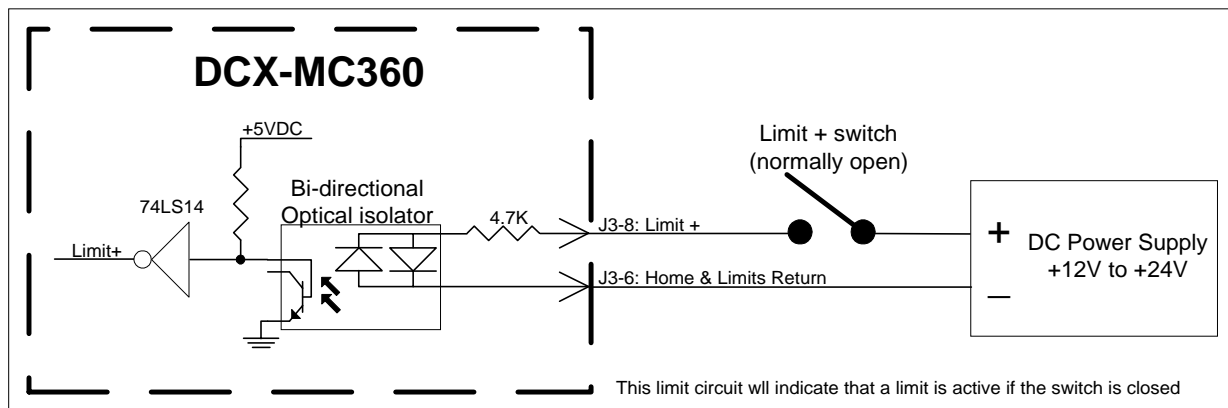 DCX-MC360
+5VDC
Bi-directional
Optical isolator
74LS14
4.7K
Limit+
J3-8: Limit +
J3-6: Home & Limits Return
Limit + switch
(normally open)
+
DC Power Supply
+12V to +24V
–
This limit circuit wll indicate that a limit is active if the switch is closed